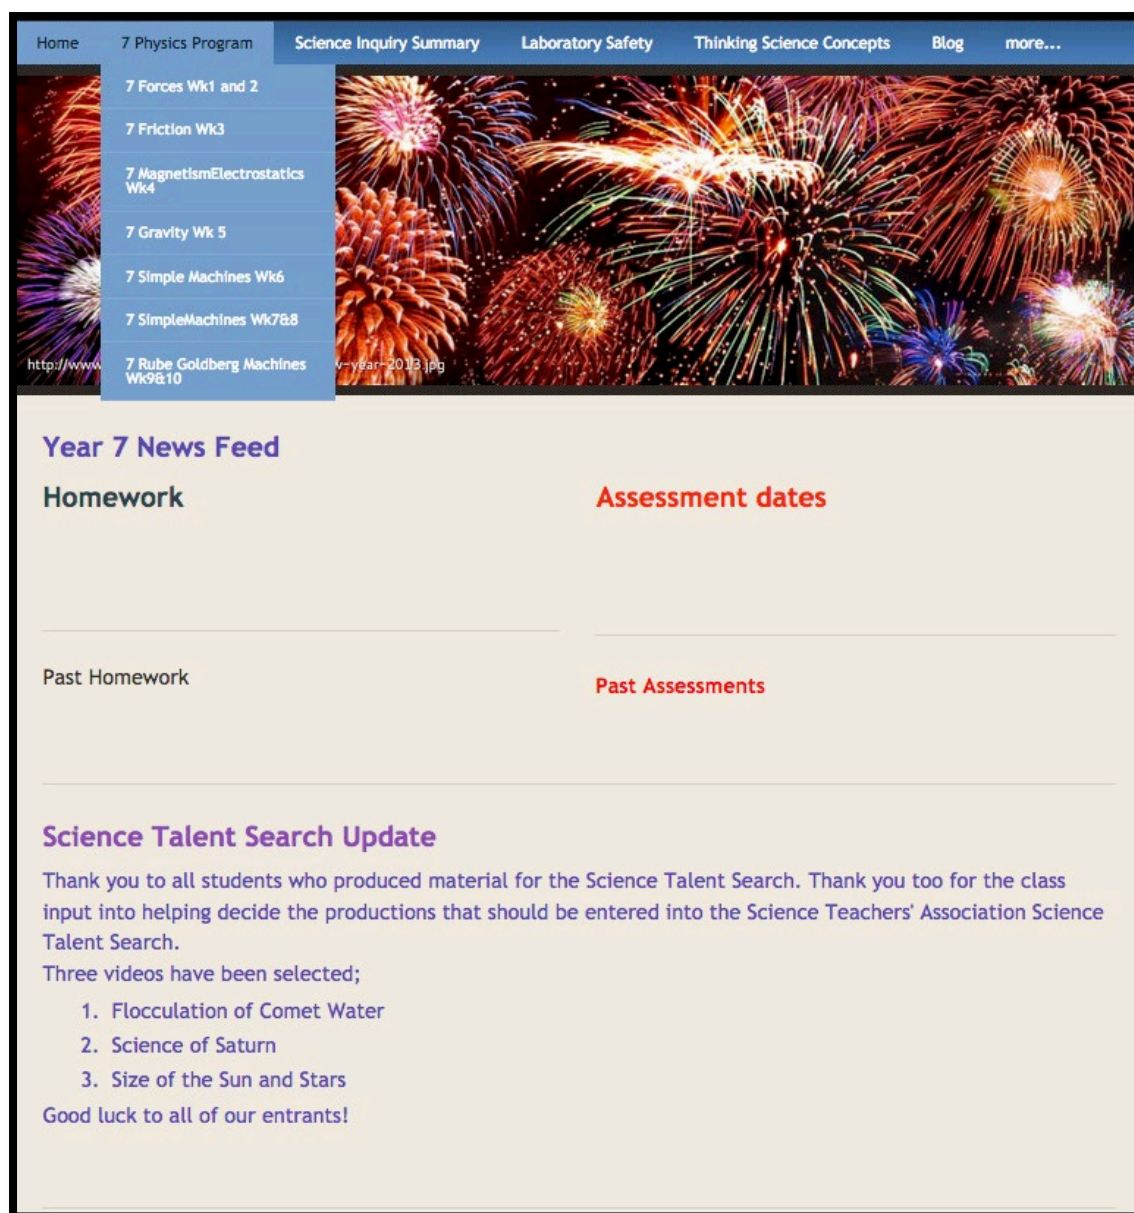 Home 7 Physics Program Science Inquiry Summary Laboratory Safety Thinking Science Concepts Blog more...
7 Forces Wk1 and 2
7 Friction Wk3
7 MagnetismElectrostatics
Wk4
7 Gravity Wk 5
7 Simple Machines Wk6
7 SimpleMachines Wk7&8
7 Rube Goldberg Machines
Wk9&10
http://www
-year-2013.jpg
Year 7 News Feed
Homework
Assessment dates
Past Homework
Past Assessments
Science Talent Search Update
Thank you to all students who produced material for the Science Talent Search. Thank you too for the class
input into helping decide the productions that should be entered into the Science Teachers' Association Science
Talent Search.
Three videos have been selected;
1. Flocculation of Comet Water
2. Science of Saturn
3. Size of the Sun and Stars
Good luck to all of our entrants!